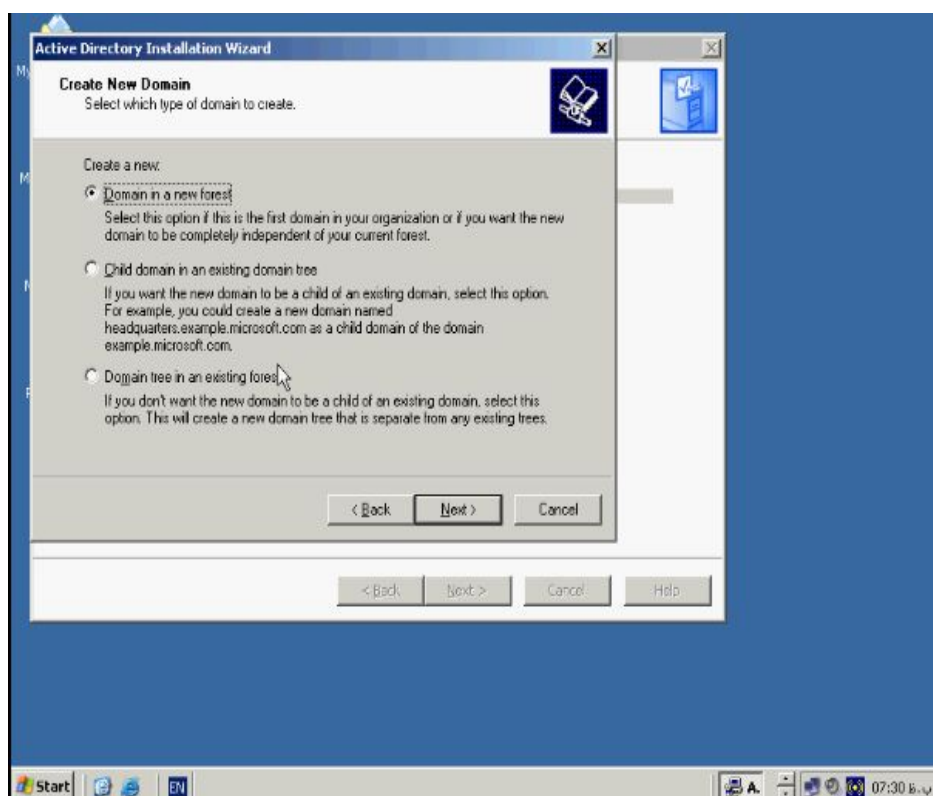 Active Directory Installation Wizard
Create New Domain
Select which type of domain to create.
Create a new:
Domain in a new forest
Select this option if this is the first domain in your organization or if you want the new
domain to be completely independent of your current forest.
Child domain in an existing domain tree
If you want the new domain to be a child of an existing domain, select this option.
For example, you could create a new domain named
headquarters.example.microsoft.com as a child domain of the domain
example.microsoft.com.
Domain tree in an existing forest
If you don't want the new domain to be a child of an existing domain, select this
option. This will create a new domain tree that is separate from any existing trees.
< Back Next > Cancel
< Back Next > Cancel Help
Start EN A. 07:30 ب.ظ